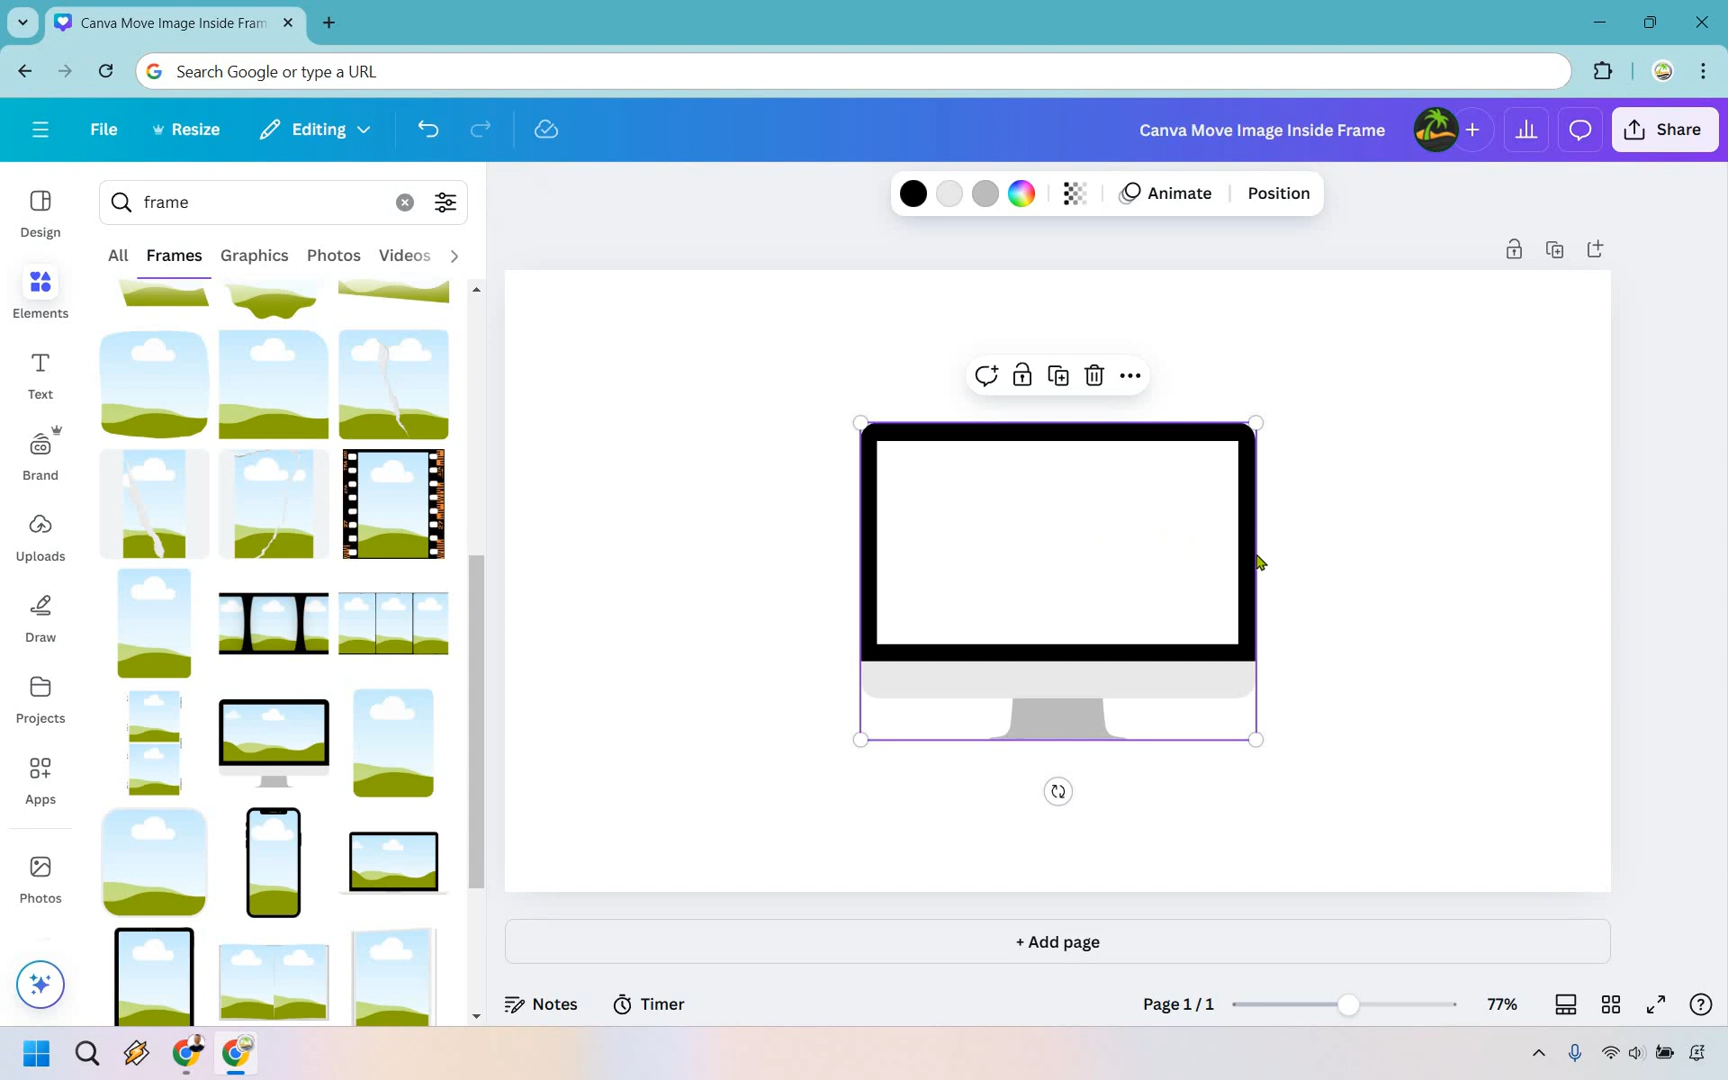 Canva Move Image Inside Fram
Search Google or type a URL
File
Resize
Editing
Canva Move Image Inside Frame
Share
Design
Elements
Text
Brand
Uploads
Draw
Projects
Apps
Photos
frame
All
Frames
Graphics
Photos
Videos
Animate
Position
+ Add page
Notes
Timer
Page 1 / 1
77%